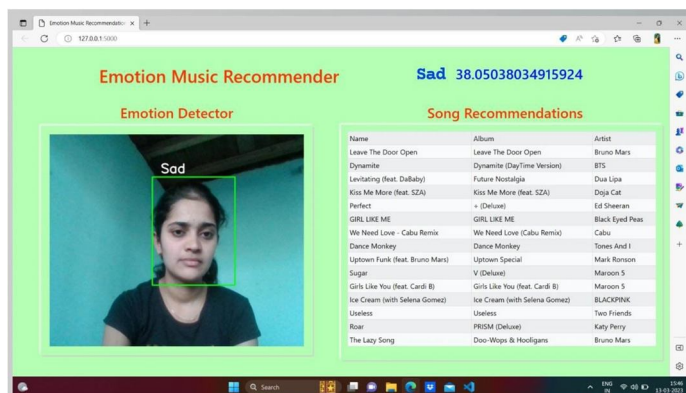 Emotion Music Recommendation
127.0.0.1:5000
Emotion Music Recommender
Sad 38.05038034915924
Emotion Detector
Song Recommendations
Sad
Name Album Artist
Leave The Door Open Leave The Door Open Bruno Mars
Dynamite Dynamite (DayTime Version) BTS
Levitating (feat. DaBaby) Future Nostalgia Dua Lipa
Kiss Me More (feat. SZA) Kiss Me More (feat. SZA) Doja Cat
Perfect + (Deluxe) Ed Sheeran
GIRL LIKE ME GIRL LIKE ME Black Eyed Peas
We Need Love - Cabu Remix We Need Love (Cabu Remix) Cabu
Dance Monkey Dance Monkey Tones And I
Uptown Funk (feat. Bruno Mars) Uptown Special Mark Ronson
Sugar V (Deluxe) Maroon 5
Girls Like You (feat. Cardi B) Girls Like You (feat. Cardi B) Maroon 5
Ice Cream (with Selena Gomez) Ice Cream (with Selena Gomez) BLACKPINK
Useless Useless Two Friends
Roar PRISM (Deluxe) Katy Perry
The Lazy Song Doo-Wops & Hooligans Bruno Mars
Search
ENG
IN
15:46
13-03-2023